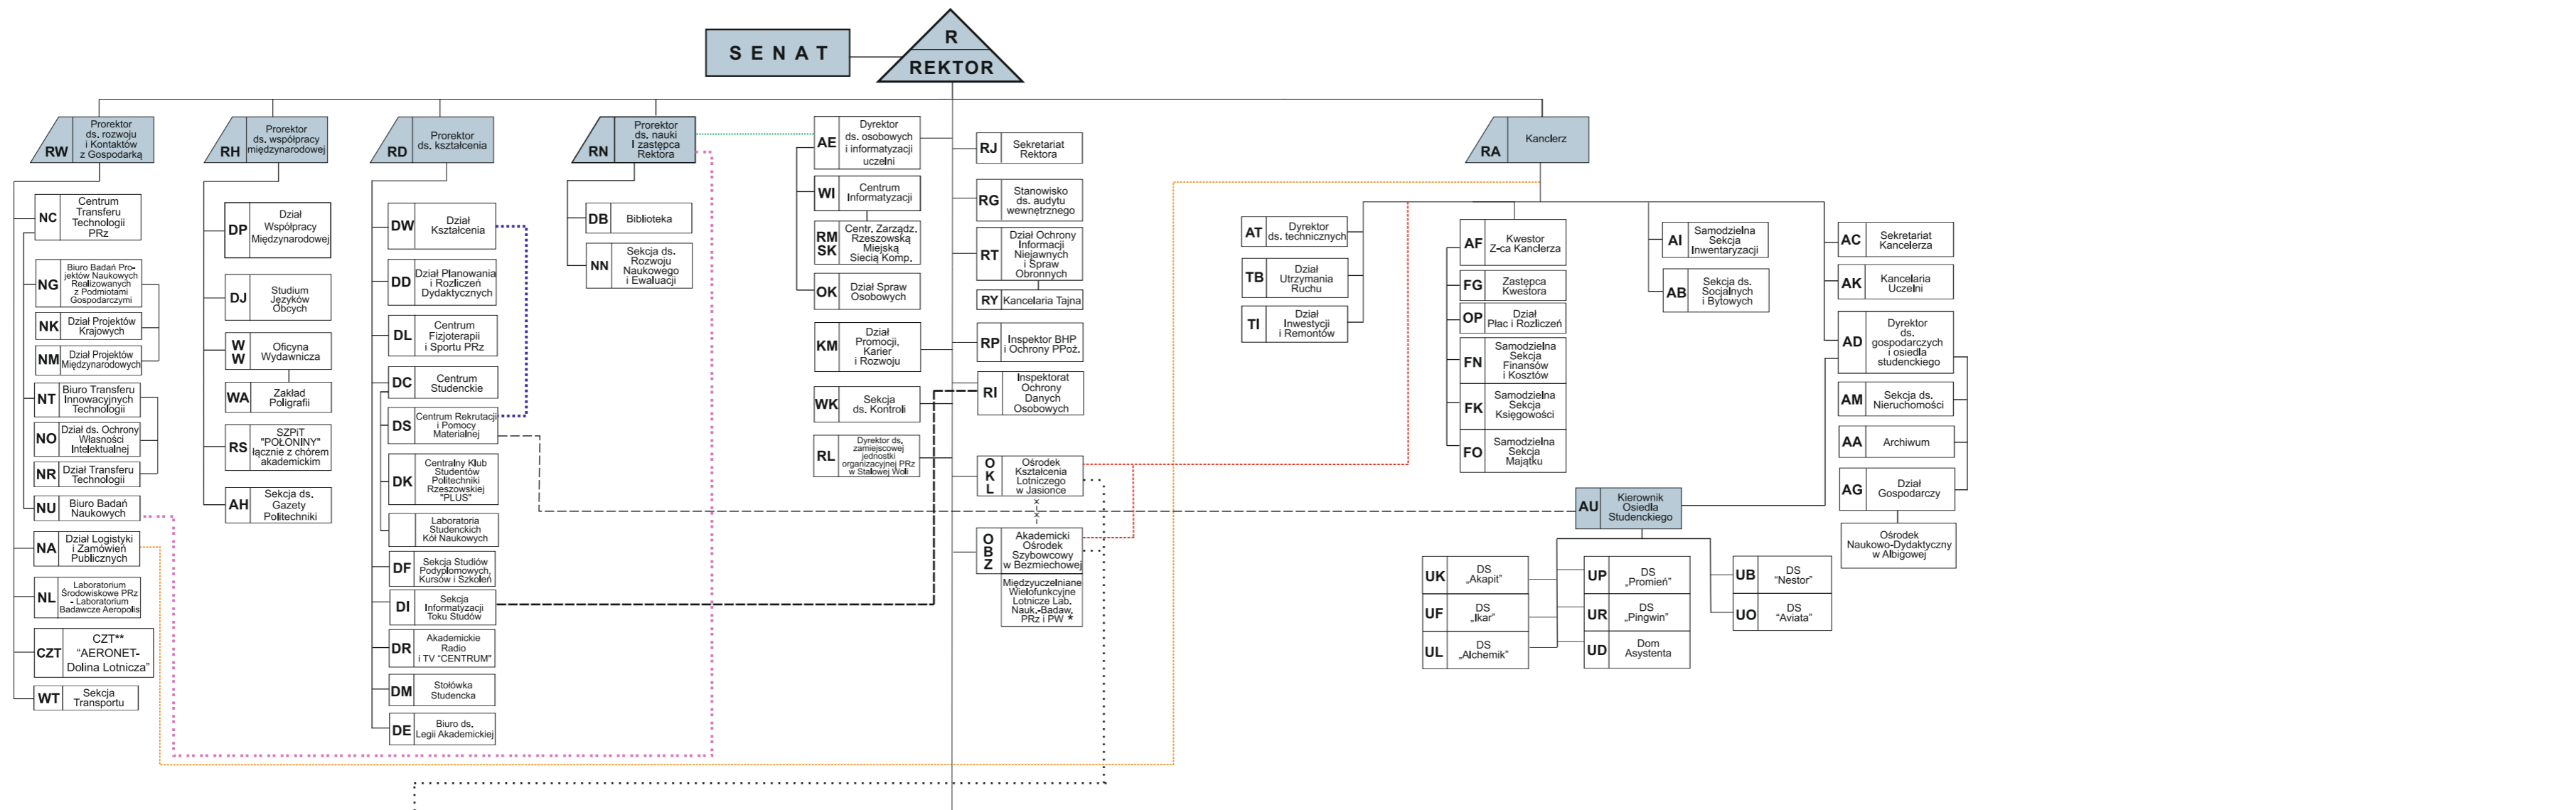 SENAT
R
REKTOR
RW
Prorektor
ds. rozwoju
i Kontaktów
z Gospodarką
NC
Centrum
Transferu
Technologii
PRz
NG
Biuro Badań Pro-
jektów Naukowych
Realizowanych
z Podmiotami
Gospodarczymi
NK
Dział Projektów
Krajowych
NM
Dział Projektów
Międzynarodowych
NT
Biuro Transferu
Innowacyjnych
Technologii
NO
Dział ds. Ochrony
Własności
Intelektualnej
NR
Dział Transferu
Technologii
NU
Biuro Badań
Naukowych
NA
Dział Logistyki
i Zamówień
Publicznych
NL
Laboratorium
Środowiskowe PRz
- Laboratorium
Badawcze Aeropolis
CZT
CZT**
“AERONET-
Dolina Lotnicza”
WT
Sekcja
Transportu
RH
Prorektor
ds. współpracy
międzynarodowej
DP
Dział
Współpracy
Międzynarodowej
DJ
Studium
Języków
Obcych
W
W
Oficyna
Wydawnicza
WA
Zakład
Poligrafii
RS
SZPiT
"POŁONINY"
łącznie z chórem
akademickim
AH
Sekcja ds.
Gazety
Politechniki
RD
Prorektor
ds. kształcenia
DW
Dział
Kształcenia
DD
Dział Planowania
i Rozliczeń
Dydaktycznych
DL
Centrum
Fizjoterapii
i Sportu PRz
DC
Centrum
Studenckie
DS
Centrum Rekrutacji
i Pomocy
Materialnej
DK
Centralny Klub
Studentów
Politechniki
Rzeszowskiej
"PLUS"
Laboratoria
Studenckich
Kół Naukowych
DF
Sekcja Studiów
Podyplomowych,
Kursów i Szkoleń
DI
Sekcja
Informatyzacji
Toku Studów
DR
Akademickie
Radio
i TV “CENTRUM”
DM
Stołówka
Studencka
DE
Biuro ds.
Legii Akademickiej
RN
Prorektor
ds. nauki
I zastępca
Rektora
DB
Biblioteka
NN
Sekcja ds.
Rozwoju
Naukowego
i Ewaluacji
AE
Dyrektor
ds. osobowych
i informatyzacji
uczelni
WI
Centrum
Informatyzacji
RM
SK
Centr. Zarządz.
Rzeszowską
Miejską
Siecią Komp.
OK
Dział Spraw
Osobowych
KM
Dział
Promocji,
Karier
i Rozwoju
WK
Sekcja
ds. Kontroli
RL
Dyrektor ds.
zamiejscowej
jednostki
organizacyjnej PRz
w Stalowej Woli
RJ
Sekretariat
Rektora
RG
Stanowisko
ds. audytu
wewnętrznego
RT
Dział Ochrony
Informacji
Niejawnych
i Spraw
Obronnych
RY
Kancelaria Tajna
RP
Inspektor BHP
i Ochrony PPoż.
RI
Inspektorat
Ochrony
Danych
Osobowych
O
K
L
Ośrodek
Kształcenia
Lotniczego
w Jasionce
O
B
Z
Akademicki
Ośrodek
Szybowcowy
w Bezmiechowej
Międzyuczelniane
Wielofunkcyjne
Lotnicze Lab.
Nauk.-Badaw.
PRz i PW *
RA
Kanclerz
AT
Dyrektor
ds. technicznych
TB
Dział
Utrzymania
Ruchu
TI
Dział
Inwestycji
i Remontów
AF
Kwestor
Z-ca Kanclerza
FG
Zastępca
Kwestora
OP
Dział
Płac i Rozliczeń
FN
Samodzielna
Sekcja
Finansów
i Kosztów
FK
Samodzielna
Sekcja
Księgowości
FO
Samodzielna
Sekcja
Majątku
AI
Samodzielna
Sekcja
Inwentaryzacji
AB
Sekcja ds.
Socjalnych
i Bytowych
AC
Sekretariat
Kancelerza
AK
Kancelaria
Uczelni
AD
Dyrektor
ds.
gospodarczych
i osiedla
studenckiego
AM
Sekcja ds.
Nieruchomości
AA
Archiwum
AG
Dział
Gospodarczy
Ośrodek
Naukowo-Dydaktyczny
w Albigowej
AU
Kierownik
Osiedla
Studenckiego
UK
DS
„Akapit”
UF
DS
„Ikar”
UL
DS
„Alchemik”
UP
DS
„Promień”
UR
DS
„Pingwin”
UD
Dom
Asystenta
UB
DS
“Nestor”
UO
DS
“Aviata”